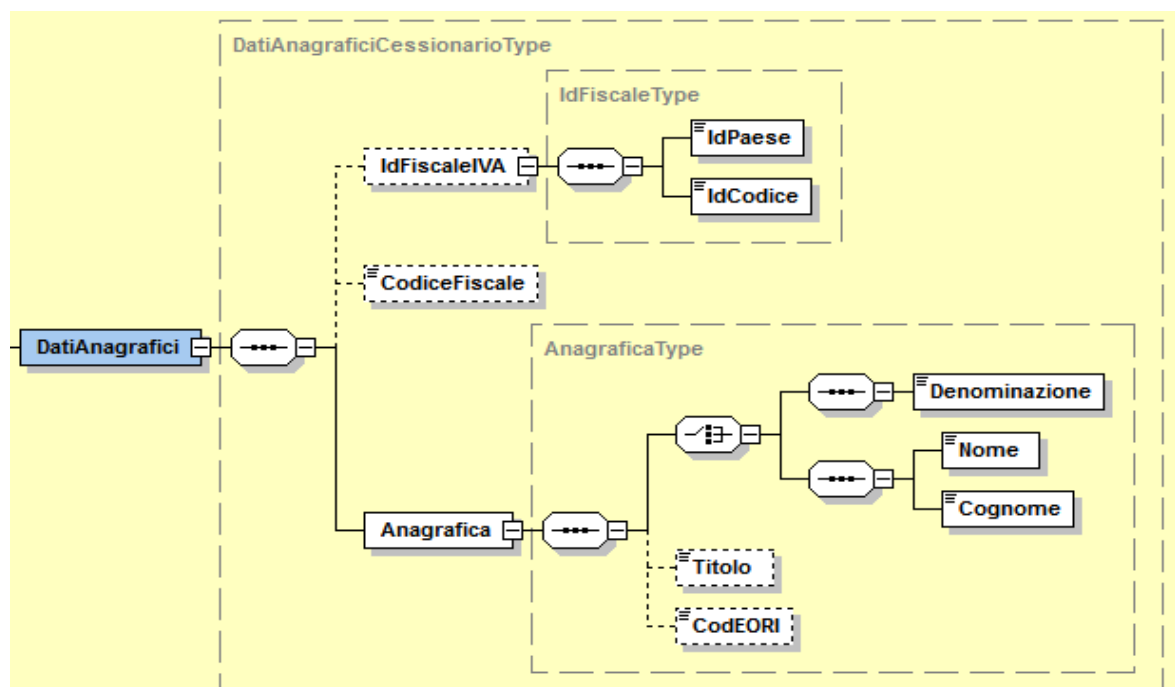 DatiAnagraficiCessionarioType
IdFiscaleType
IdPaese
IdFiscaleIVA
IdCodice
CodiceFiscale
DatiAnagrafici
AnagraficaType
Denominazione
Nome
Cognome
Anagrafica
Titolo
CodEORI